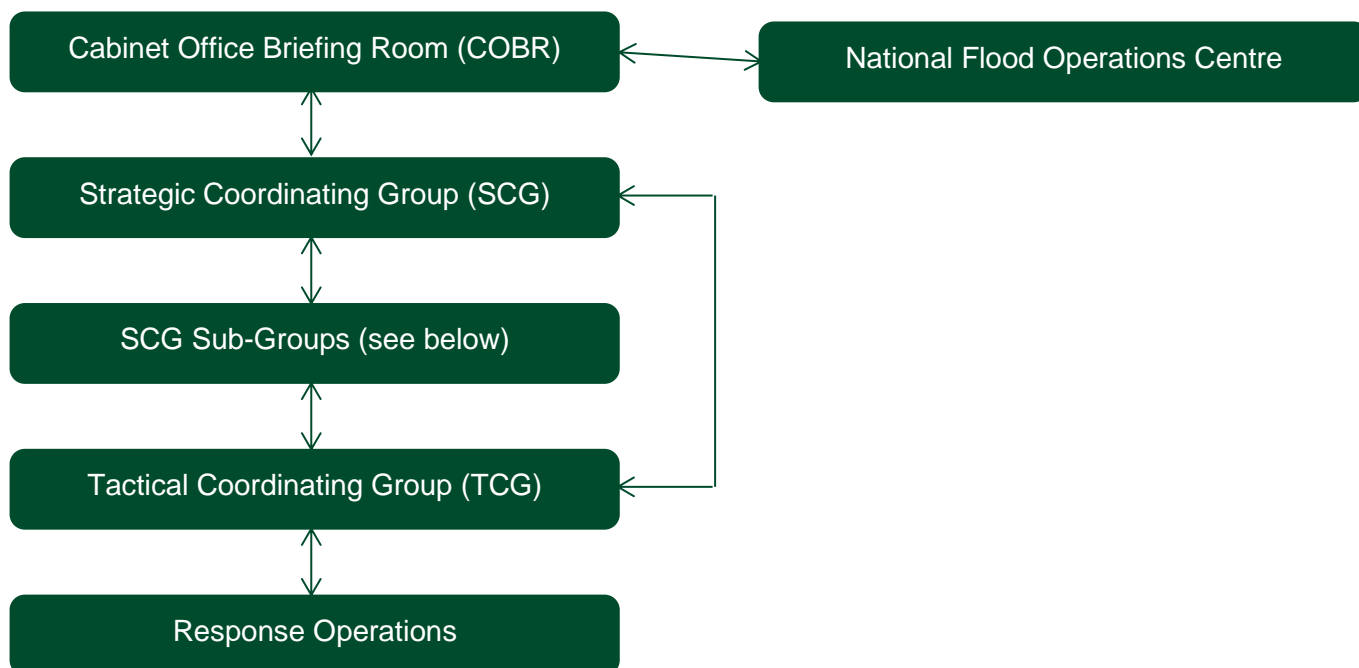 Cabinet Office Briefing Room (COBR)
National Flood Operations Centre
Strategic Coordinating Group (SCG)
SCG Sub-Groups (see below)
Tactical Coordinating Group (TCG)
Response Operations